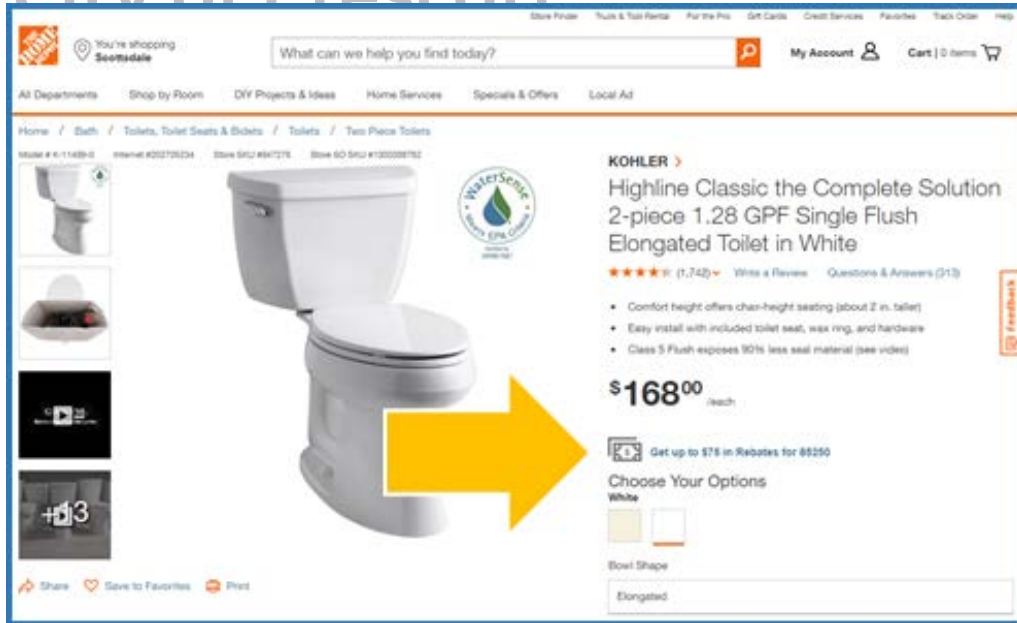 Store Finder Truck & Tool Rental For the Pro Gift Cards Credit Services Favorites Track Order Help
THE HOME DEPOT
You're shopping
Scottsdale
What can we help you find today?
My Account
Cart | 0 items
All Departments Shop by Room DIY Projects & Ideas Home Services Specials & Offers Local Ad
Home / Bath / Toilets, Toilet Seats & Bidets / Toilets / Two Piece Toilets
WaterSense
Meets EPA Criteria
KOHLER >
Highline Classic the Complete Solution
2-piece 1.28 GPF Single Flush
Elongated Toilet in White
(1,742) Write a Review Questions & Answers (313)
• Comfort height offers chair-height seating (about 2 in. taller)
• Easy install with included toilet seat, wax ring, and hardware
• Class 5 Flush exposes 90% less seal material (see video)
$16800 /each
Get up to $75 in Rebates for 85250
Choose Your Options
White
Bowl Shape
Elongated
+13
Share Save to Favorites Print
Feedback